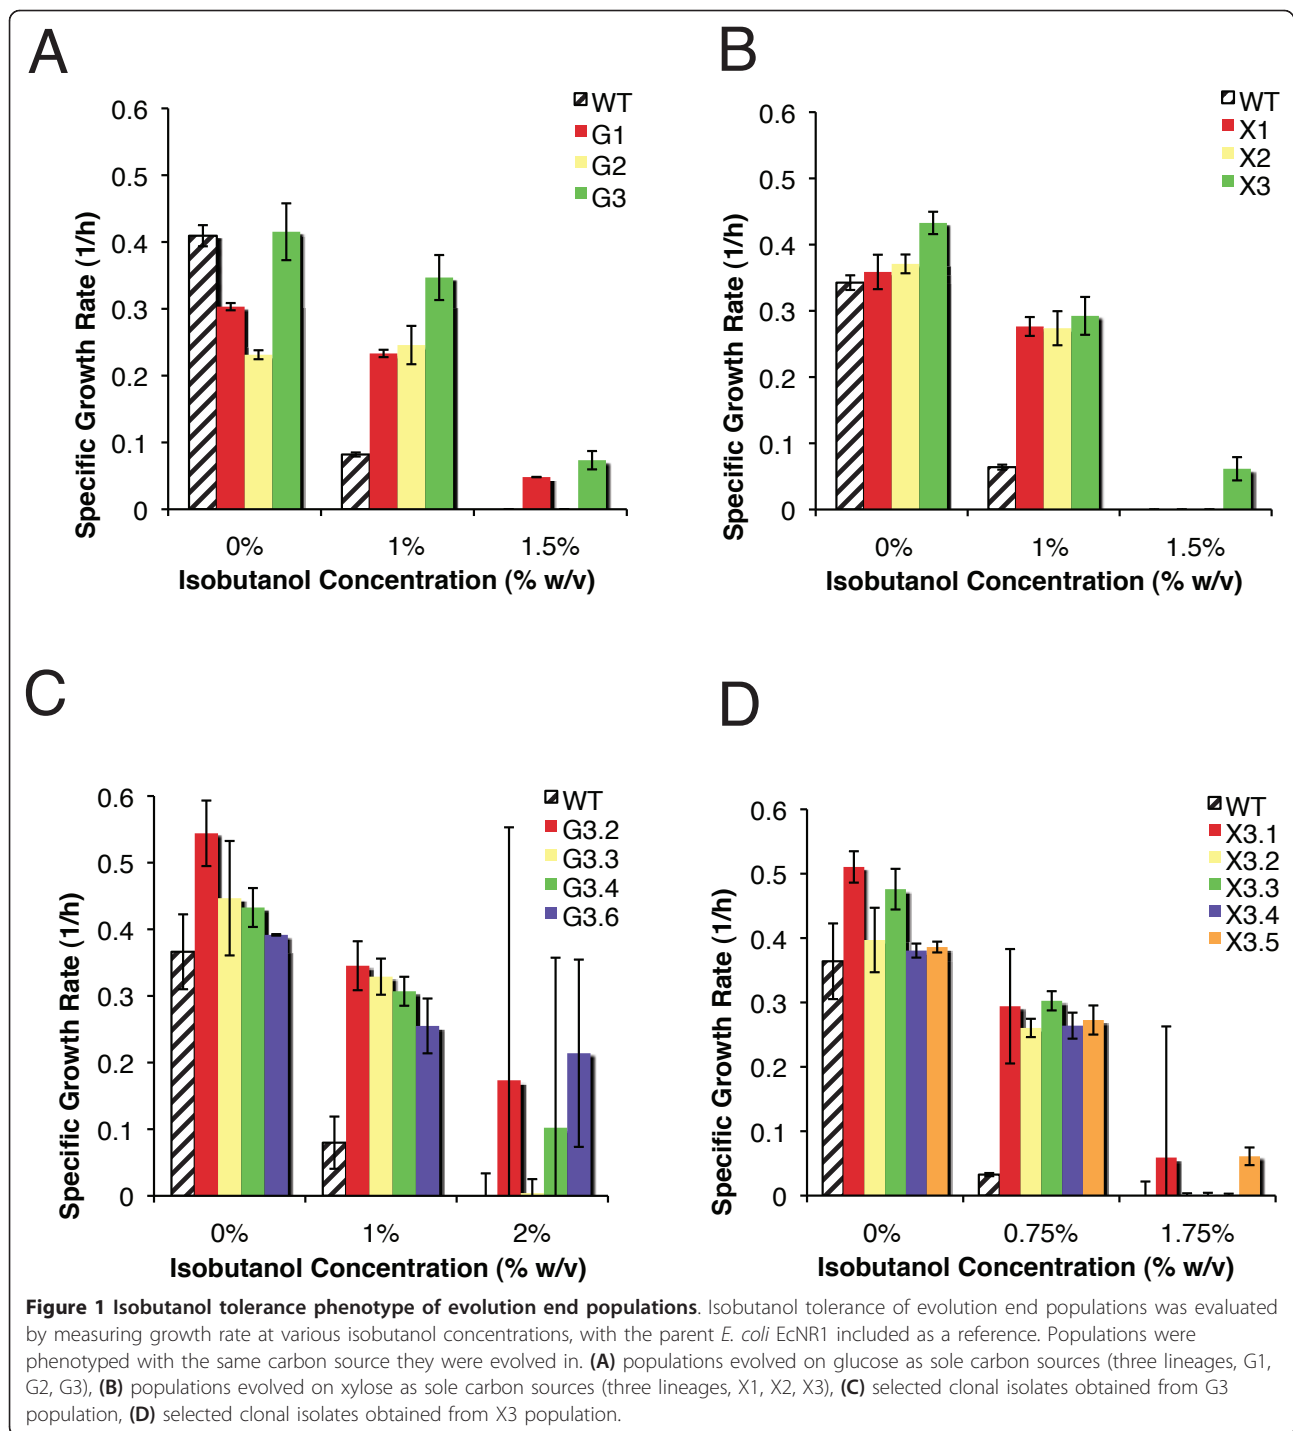 A
Specific Growth Rate (1/h)
0.6
0.5
0.4
0.3
0.2
0.1
0
WT
G1
G2
G3
0% 1% 1.5%
Isobutanol Concentration (% w/v)
B
Specific Growth Rate (1/h)
0.6
0.5
0.4
0.3
0.2
0.1
0
WT
X1
X2
X3
0% 1% 1.5%
Isobutanol Concentration (% w/v)
C
Specific Growth Rate (1/h)
0.6
0.5
0.4
0.3
0.2
0.1
0
WT
G3.2
G3.3
G3.4
G3.6
0% 1% 2%
Isobutanol Concentration (% w/v)
D
Specific Growth Rate (1/h)
0.6
0.5
0.4
0.3
0.2
0.1
0
WT
X3.1
X3.2
X3.3
X3.4
X3.5
0% 0.75% 1.75%
Isobutanol Concentration (% w/v)
Figure 1 Isobutanol tolerance phenotype of evolution end populations. Isobutanol tolerance of evolution end populations was evaluated
by measuring growth rate at various isobutanol concentrations, with the parent E. coli EcNR1 included as a reference. Populations were
phenotyped with the same carbon source they were evolved in. (A) populations evolved on glucose as sole carbon sources (three lineages, G1,
G2, G3), (B) populations evolved on xylose as sole carbon sources (three lineages, X1, X2, X3), (C) selected clonal isolates obtained from G3
population, (D) selected clonal isolates obtained from X3 population.